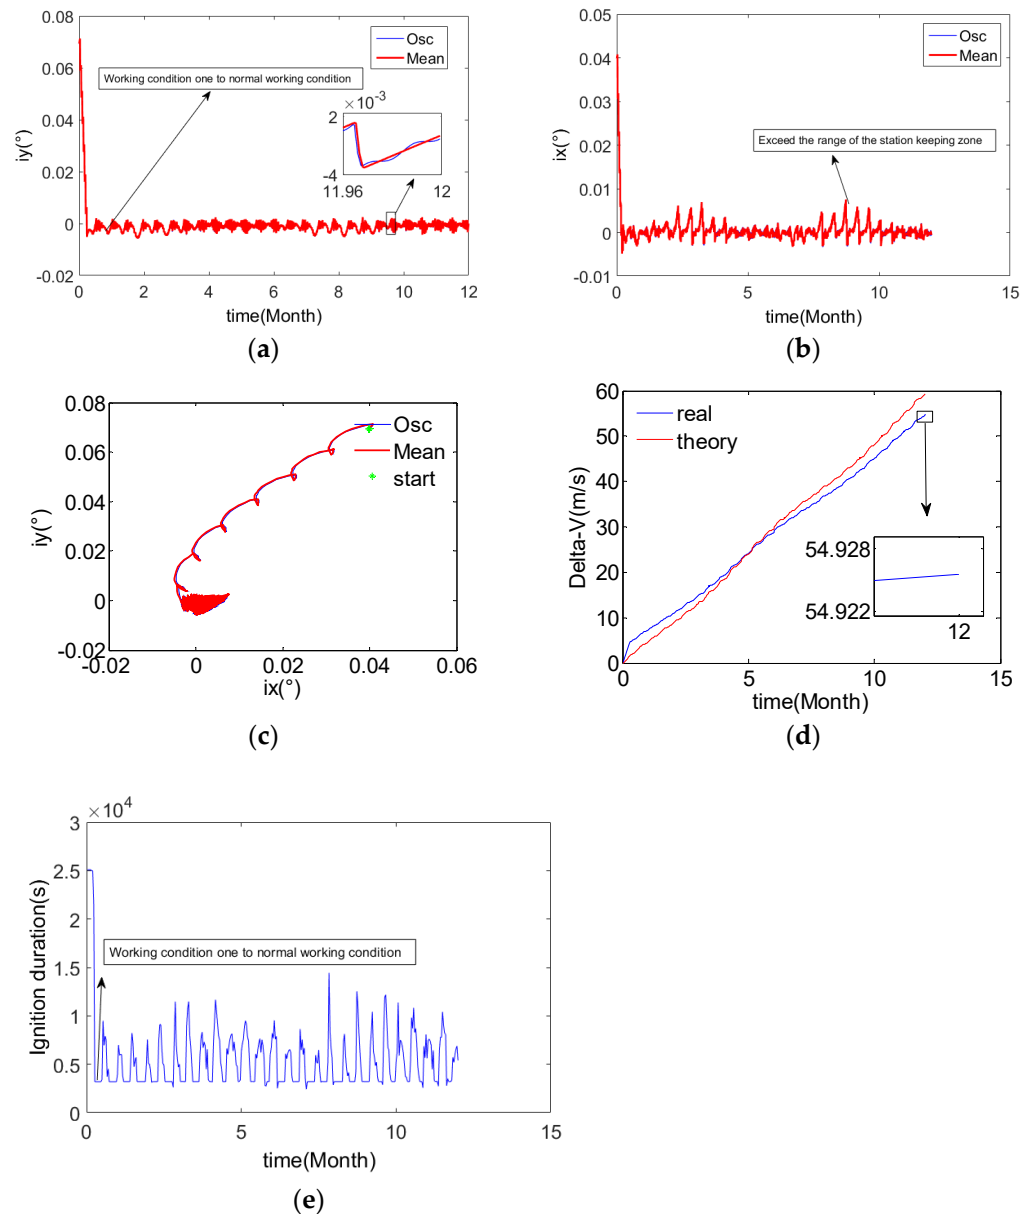 0.08
0.06
0.04
0.02
0
-0.02
iy(°)
Osc
Mean
Working condition one to normal working condition
×10-3
2
-4
11.96
12
0
2
4
6
8
10
12
time(Month)
(a)
0.05
0.04
0.03
0.02
0.01
0
-0.01
ix(°)
Osc
Mean
Exceed the range of the station keeping zone
0
5
10
15
time(Month)
(b)
0.08
0.06
0.04
0.02
0
-0.02
iy(°)
Osc
Mean
start
-0.02
0
0.02
0.04
0.06
ix(°)
(c)
60
50
40
30
20
10
0
Delta-V(m/s)
real
theory
54.928
54.922
12
0
5
10
15
time(Month)
(d)
×104
3
2.5
2
1.5
1
0.5
0
Ignition duration(s)
Working condition one to normal working condition
0
5
10
15
time(Month)
(e)